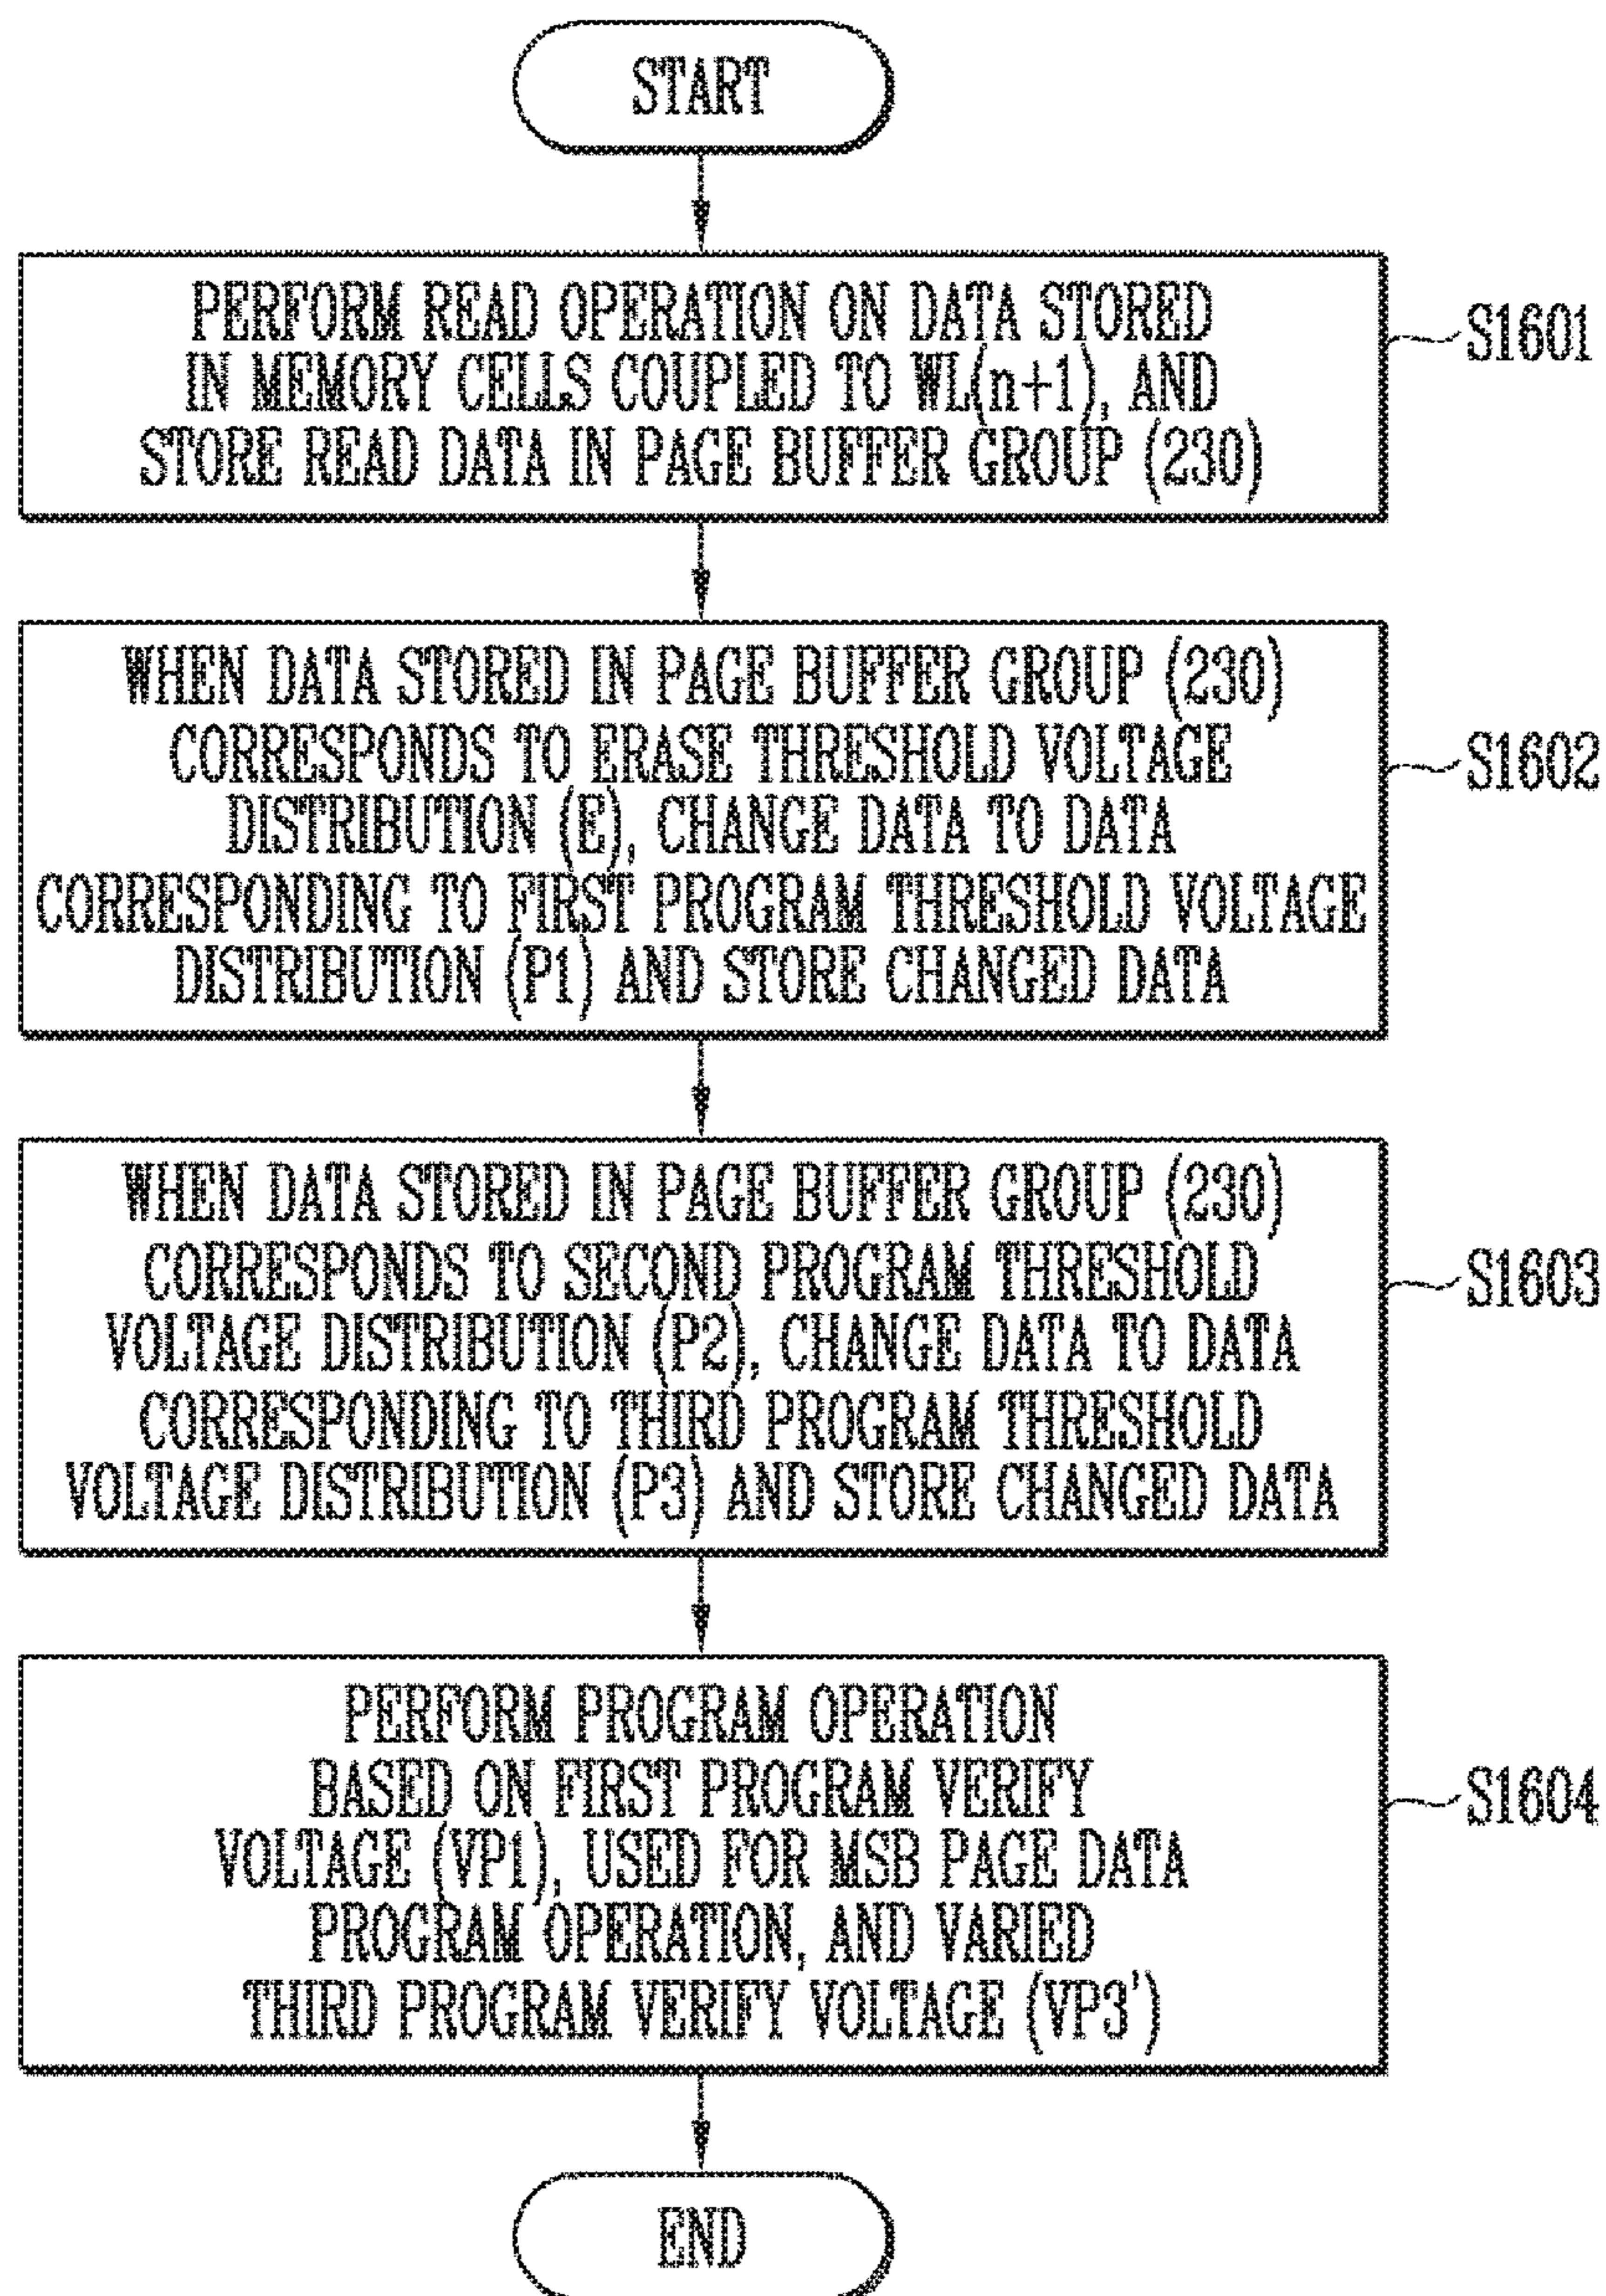 START
PERFORM READ OPERATION ON DATA STORED
IN MEMORY CELLS COUPLED TO WL(n+1), AND
STORE READ DATA IN PAGE BUFFER GROUP (230)
S1601
WHEN DATA STORED IN PAGE BUFFER GROUP (230)
CORRESPONDS TO ERASE THRESHOLD VOLTAGE
DISTRIBUTION (E), CHANGE DATA TO DATA
CORRESPONDING TO FIRST PROGRAM THRESHOLD VOLTAGE
DISTRIBUTION (P1) AND STORE CHANGED DATA
S1602
WHEN DATA STORED IN PAGE BUFFER GROUP (230)
CORRESPONDS TO SECOND PROGRAM THRESHOLD
VOLTAGE DISTRIBUTION (P2), CHANGE DATA TO DATA
CORRESPONDING TO THIRD PROGRAM THRESHOLD
VOLTAGE DISTRIBUTION (P3) AND STORE CHANGED DATA
S1603
PERFORM PROGRAM OPERATION
BASED ON FIRST PROGRAM VERIFY
VOLTAGE (VP1), USED FOR MSB PAGE DATA
PROGRAM OPERATION, AND VARIED
THIRD PROGRAM VERIFY VOLTAGE (VP3')
S1604
END